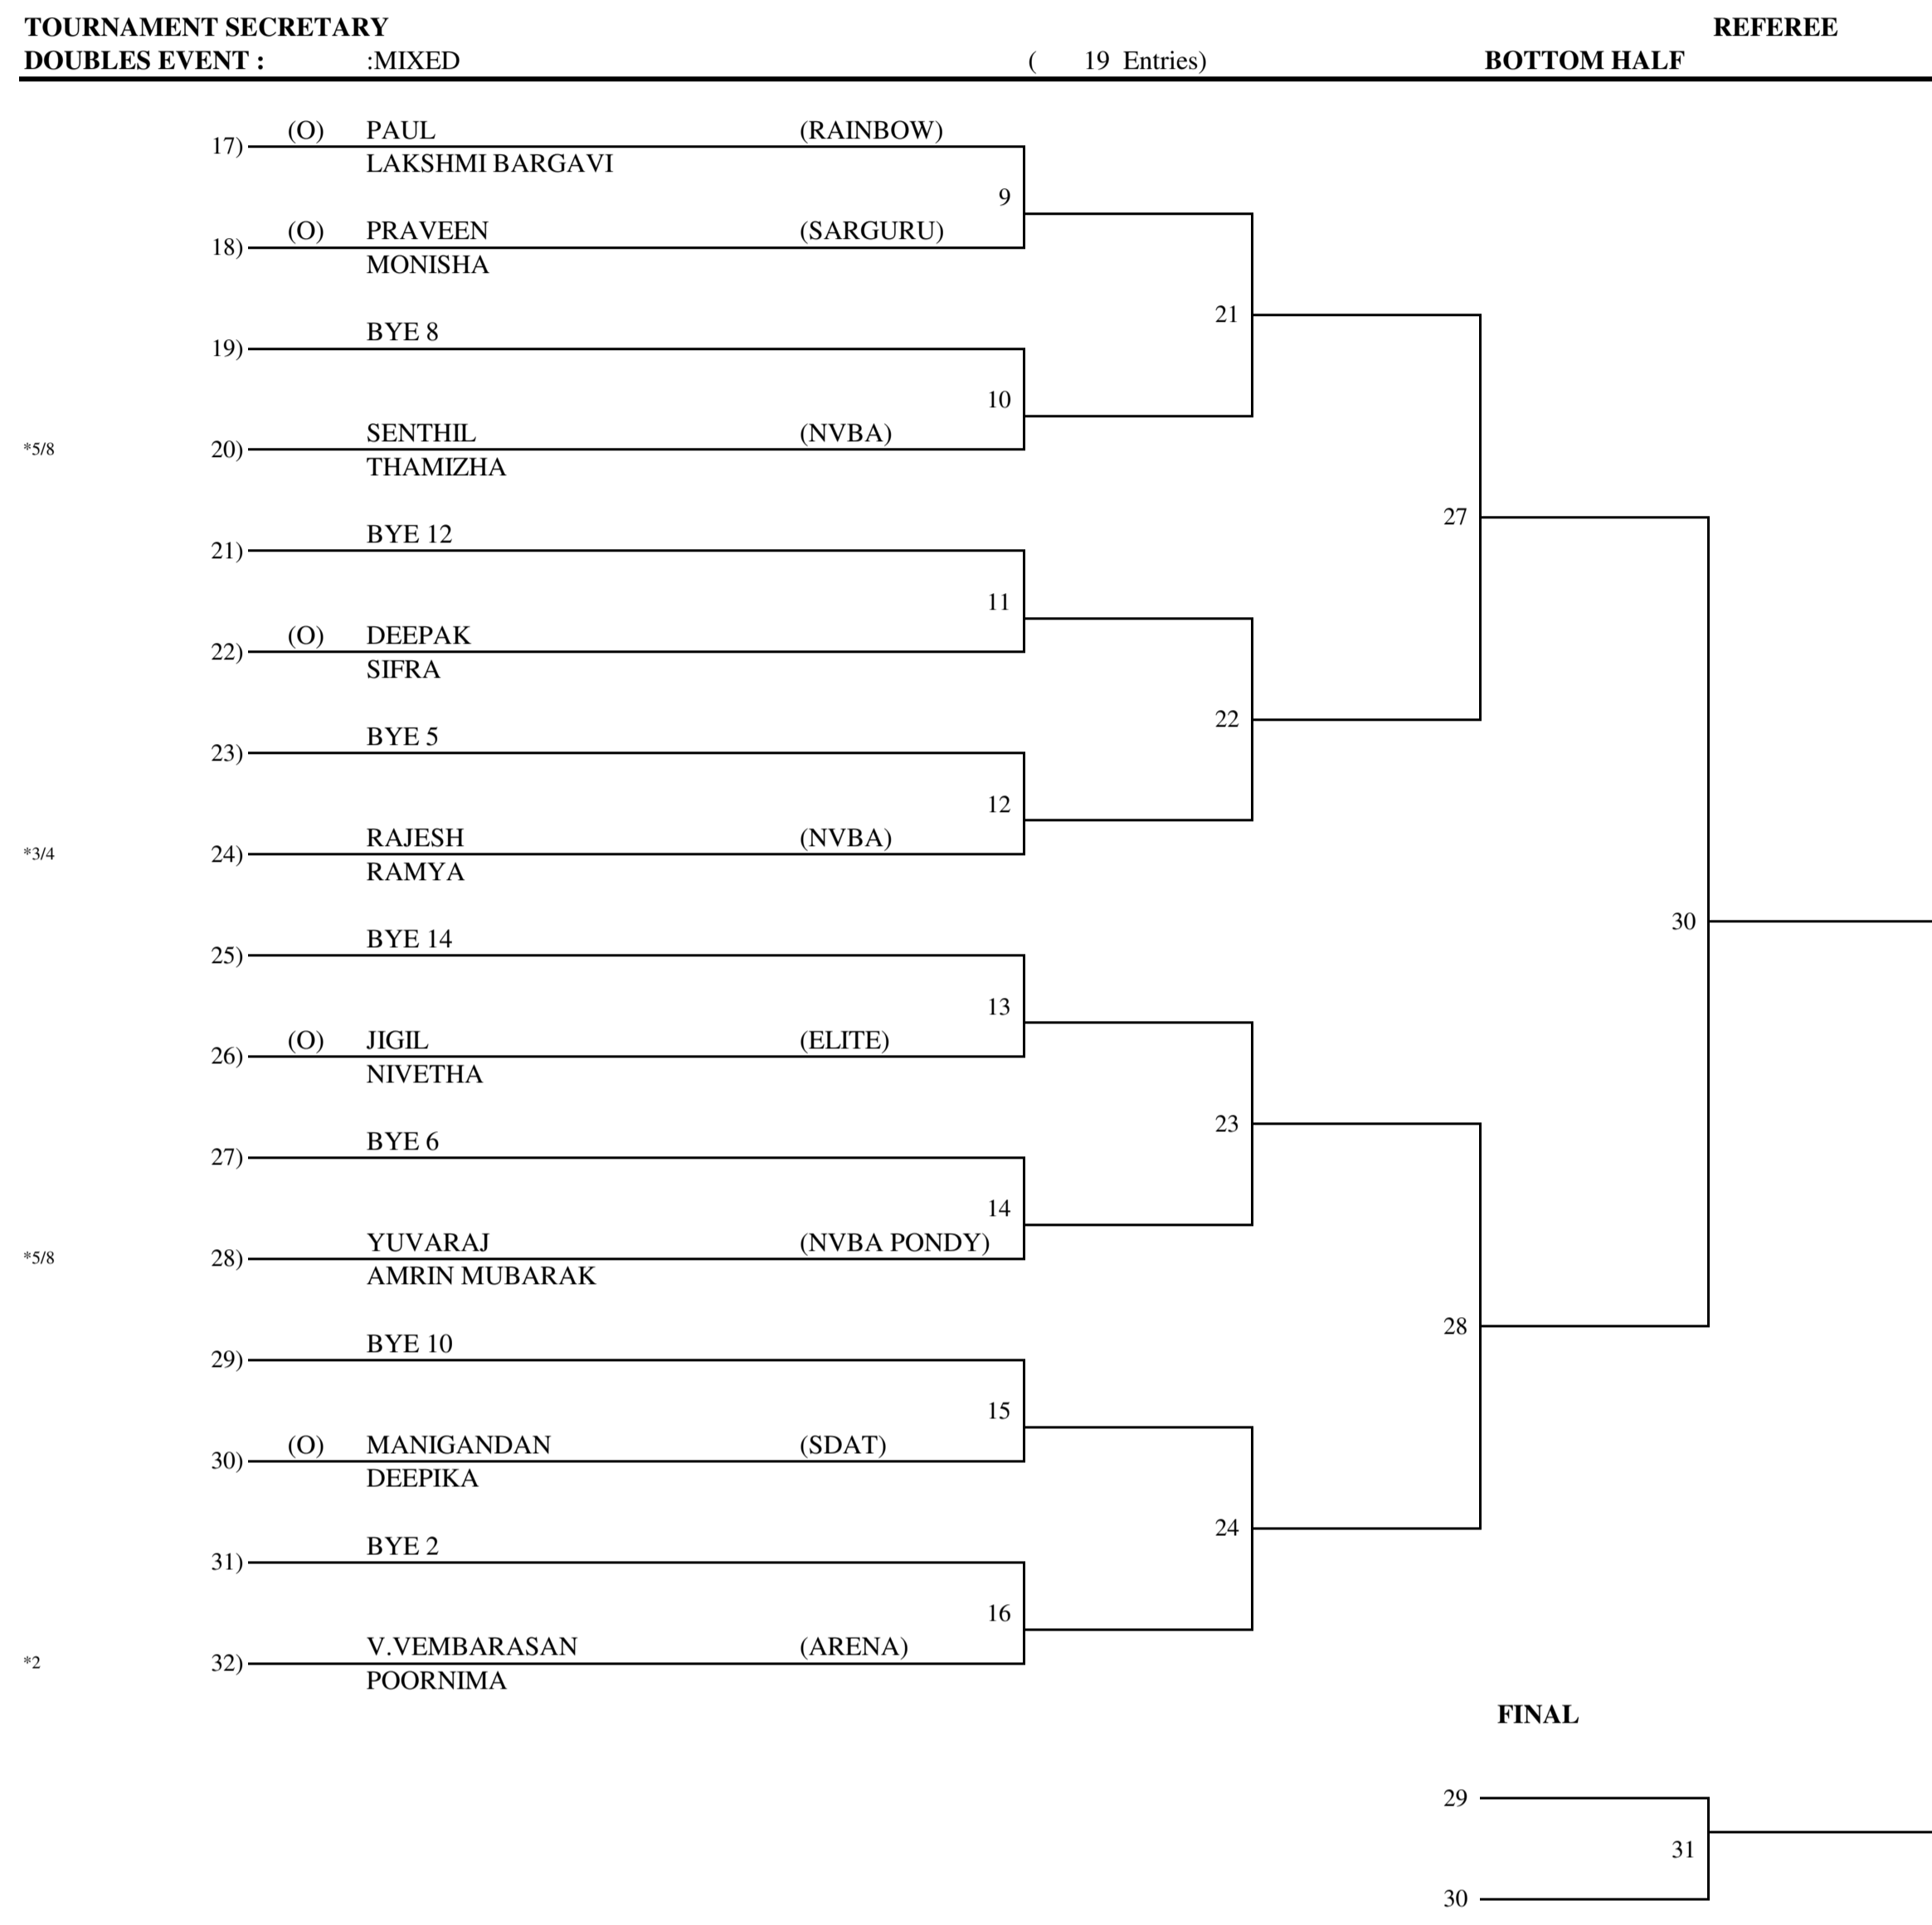 TOURNAMENT SECRETARY REFEREE
DOUBLES EVENT : :MIXED ( 19 Entries) BOTTOM HALF
17) (O) PAUL (RAINBOW)
LAKSHMI BARGAVI
9
18) (O) PRAVEEN (SARGURU)
MONISHA
21
19) BYE 8
10
*5/8 20) SENTHIL (NVBA)
THAMIZHA
27
21) BYE 12
11
22) (O) DEEPAK
SIFRA
22
23) BYE 5
12
*3/4 24) RAJESH (NVBA)
RAMYA
30
25) BYE 14
13
26) (O) JIGIL (ELITE)
NIVETHA
23
27) BYE 6
14
*5/8 28) YUVARAJ (NVBA PONDY)
AMRIN MUBARAK
28
29) BYE 10
15
30) (O) MANIGANDAN (SDAT)
DEEPIKA
24
31) BYE 2
16
*2 32) V.VEMBARASAN (ARENA)
POORNIMA
FINAL
29
31
30